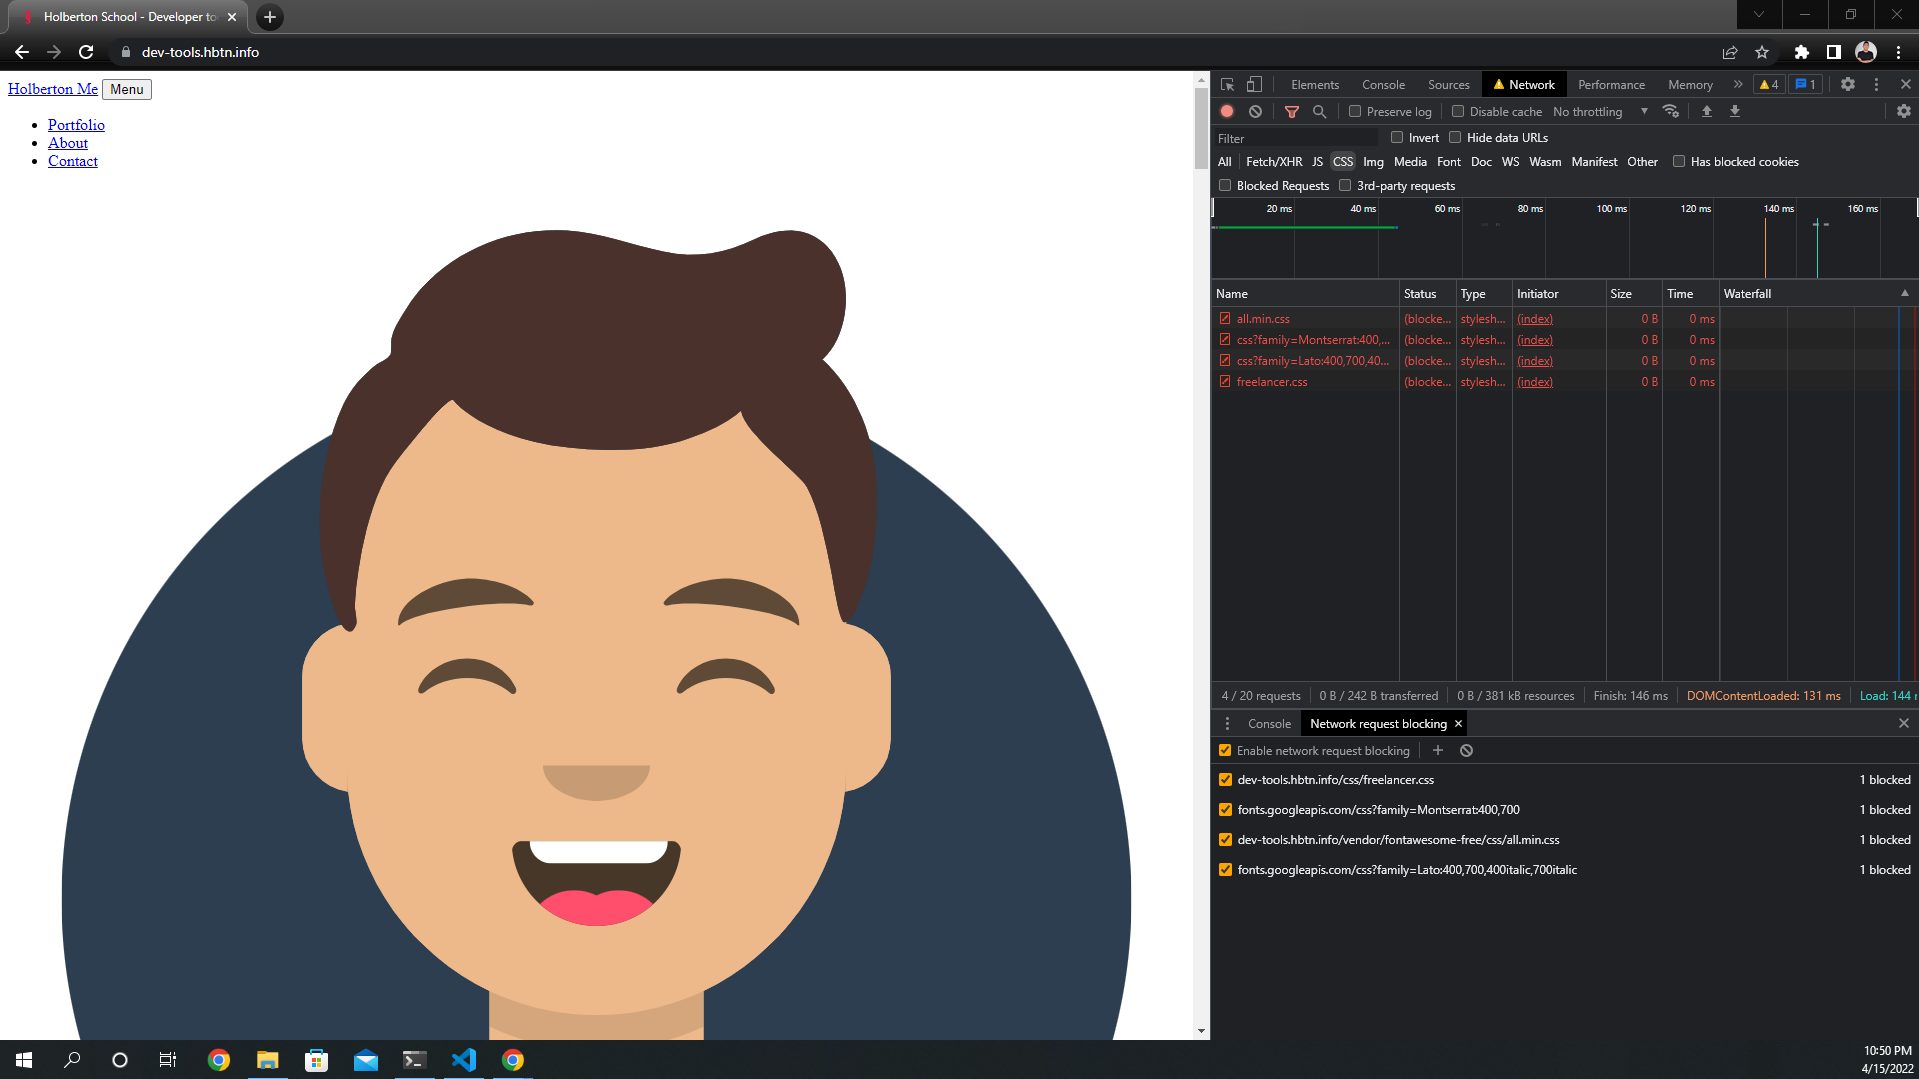 Holberton School - Developer to
dev-tools.hbtn.info
Holberton Me Menu
Portfolio
About
Contact
Elements Console Sources Network Performance Memory 4 1
Preserve log Disable cache No throttling
Filter Invert Hide data URLs
All Fetch/XHR JS CSS Img Media Font Doc WS Wasm Manifest Other Has blocked cookies
Blocked Requests 3rd-party requests
20 ms 40 ms 60 ms 80 ms 100 ms 120 ms 140 ms 160 ms
Name Status Type Initiator Size Time Waterfall
all.min.css (blocke... stylesh... (index) 0 B 0 ms
css?family=Montserrat:400,... (blocke... stylesh... (index) 0 B 0 ms
css?family=Lato:400,700,40... (blocke... stylesh... (index) 0 B 0 ms
freelancer.css (blocke... stylesh... (index) 0 B 0 ms
4 / 20 requests 0 B / 242 B transferred 0 B / 381 kB resources Finish: 146 ms DOMContentLoaded: 131 ms Load: 144
Console Network request blocking
Enable network request blocking
dev-tools.hbtn.info/css/freelancer.css 1 blocked
fonts.googleapis.com/css?family=Montserrat:400,700 1 blocked
dev-tools.hbtn.info/vendor/fontawesome-free/css/all.min.css 1 blocked
fonts.googleapis.com/css?family=Lato:400,700,400italic,700italic 1 blocked
10:50 PM
4/15/2022